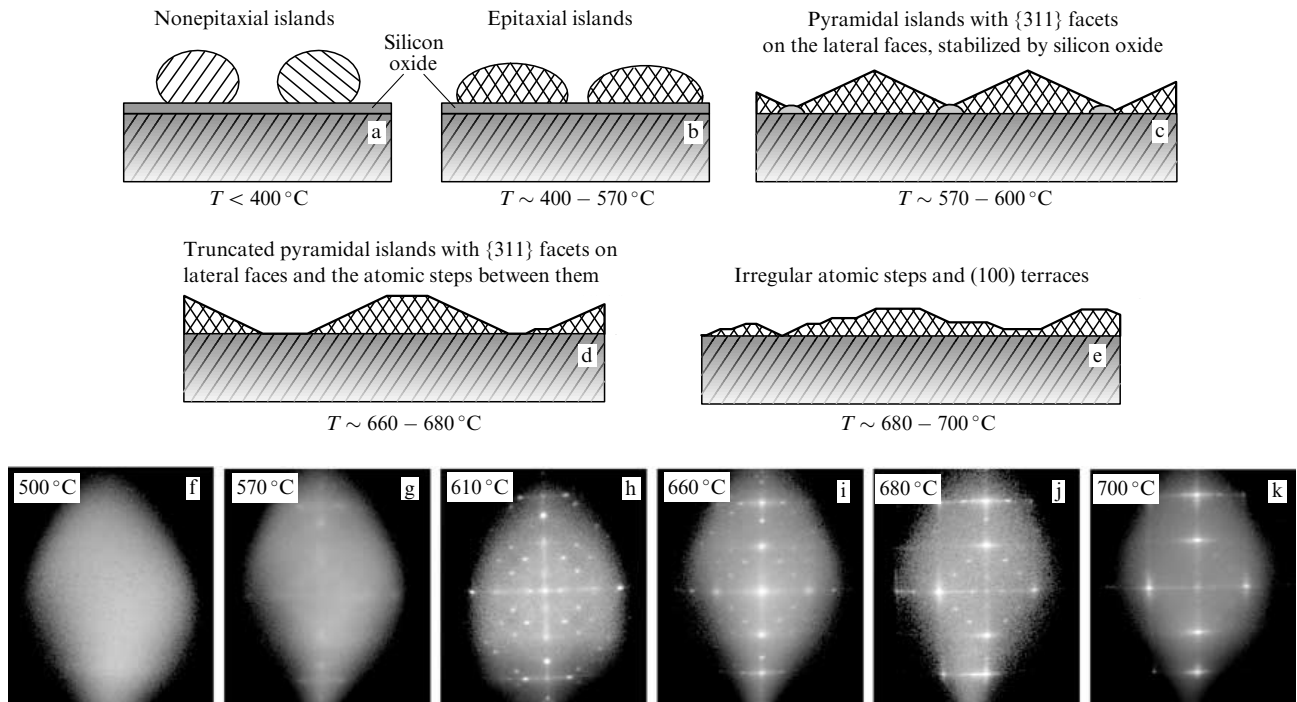 Nonepitaxial islands
Epitaxial islands
Silicon
oxide
a
b
T < 400 °C
T ~ 400 – 570 °C
Pyramidal islands with {311} facets
on the lateral faces, stabilized by silicon oxide
c
T ~ 570 – 600 °C
Truncated pyramidal islands with {311} facets on
lateral faces and the atomic steps between them
d
T ~ 660 – 680 °C
Irregular atomic steps and (100) terraces
e
T ~ 680 – 700 °C
500 °C f
570 °C g
610 °C h
660 °C i
680 °C j
700 °C k